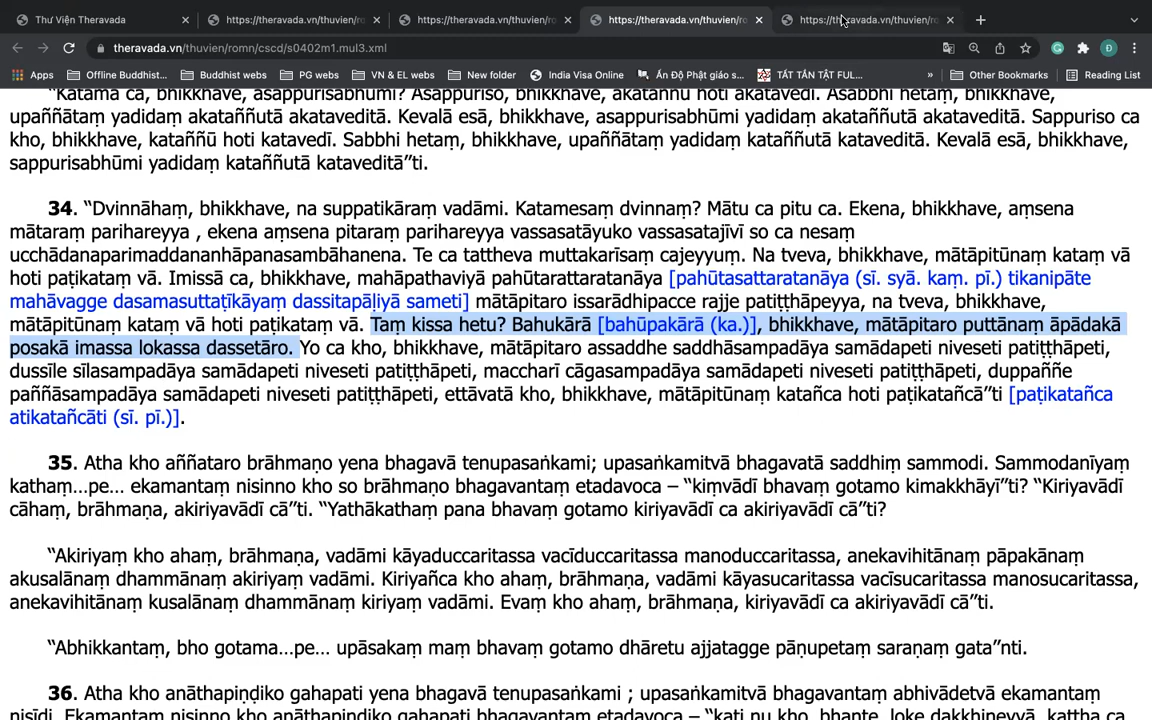 Thư Viện Theravada
https://theravada.vn/thuvien/ro
https://theravada.vn/thuvien/ro
https://theravada.vn/thuvien/ro
theravada.vn/thuvien/romn/cscd/s0402m1.mul3.xml
Apps Offline Buddhist... Buddhist webs PG webs VN & EL webs New folder India Visa Online Ấn Độ Phật giáo s... TẤT TẦN TẬT FUL... » Other Bookmarks Reading List
“Katamā ca, bhikkhave, asappurisabhūmi? Asappuriso, bhikkhave, akataññū hoti akatavedī. Asabbhi hetaṃ, bhikkhave,
upaññātaṃ yadidaṃ akataññutā akataveditā. Kevalā esā, bhikkhave, asappurisabhūmi yadidaṃ akataññutā akataveditā. Sappuriso ca
kho, bhikkhave, kataññū hoti katavedī. Sabbhi hetaṃ, bhikkhave, upaññātaṃ yadidaṃ kataññutā kataveditā. Kevalā esā, bhikkhave,
sappurisabhūmi yadidaṃ kataññutā kataveditā”ti.
34. “Dvinnāhaṃ, bhikkhave, na suppatikāraṃ vadāmi. Katamesaṃ dvinnaṃ? Mātu ca pitu ca. Ekena, bhikkhave, aṃsena
mātaraṃ parihareyya , ekena aṃsena pitaraṃ parihareyya vassasatāyuko vassasatajīvī so ca nesaṃ
ucchādanaparimaddananhāpanasambāhanena. Te ca tattheva muttakarīsaṃ cajeyyuṃ. Na tveva, bhikkhave, mātāpitūnaṃ kataṃ vā
hoti paṭikataṃ vā. Imissā ca, bhikkhave, mahāpathaviyā pahūtarattaratanāya [pahūtasattaratanāya (sī. syā. kaṃ. pī.) tikanipāte
mahāvagge dasamasuttaṭīkāyaṃ dassitapāḷiyā sameti] mātāpitaro issarādhipacce rajje patiṭṭhāpeyya, na tveva, bhikkhave,
mātāpitūnaṃ kataṃ vā hoti paṭikataṃ vā. Taṃ kissa hetu? Bahukārā [bahūpakārā (ka.)], bhikkhave, mātāpitaro puttānaṃ āpādakā
posakā imassa lokassa dassetāro. Yo ca kho, bhikkhave, mātāpitaro assaddhe saddhāsampadāya samādapeti niveseti patiṭṭhāpeti,
dussīle sīlasampadāya samādapeti niveseti patiṭṭhāpeti, maccharī cāgasampadāya samādapeti niveseti patiṭṭhāpeti, duppaññe
paññāsampadāya samādapeti niveseti patiṭṭhāpeti, ettāvatā kho, bhikkhave, mātāpitūnaṃ katañca hoti paṭikatañcā”ti [paṭikatañca
atikatañcāti (sī. pī.)].
35. Atha kho aññataro brāhmaṇo yena bhagavā tenupasaṅkami; upasaṅkamitvā bhagavatā saddhiṃ sammodi. Sammodanīyaṃ
kathaṃ…pe… ekamantaṃ nisinno kho so brāhmaṇo bhagavantaṃ etadavoca – “kiṃvādī bhavaṃ gotamo kimakkhāyī”ti? “Kiriyavādī
cāhaṃ, brāhmaṇa, akiriyavādī cā”ti. “Yathākathaṃ pana bhavaṃ gotamo kiriyavādī ca akiriyavādī cā”ti?
“Akiriyaṃ kho ahaṃ, brāhmaṇa, vadāmi kāyaduccaritassa vacīduccaritassa manoduccaritassa, anekavihitānaṃ pāpakānaṃ
akusalānaṃ dhammānaṃ akiriyaṃ vadāmi. Kiriyañca kho ahaṃ, brāhmaṇa, vadāmi kāyasucaritassa vacīsucaritassa manosucaritassa,
anekavihitānaṃ kusalānaṃ dhammānaṃ kiriyaṃ vadāmi. Evaṃ kho ahaṃ, brāhmaṇa, kiriyavādī ca akiriyavādī cā”ti.
“Abhikkantaṃ, bho gotama…pe… upāsakaṃ maṃ bhavaṃ gotamo dhāretu ajjatagge pāṇupetaṃ saraṇaṃ gata”nti.
36. Atha kho anāthapiṇḍiko gahapati yena bhagavā tenupasaṅkami ; upasaṅkamitvā bhagavantaṃ abhivādetvā ekamantaṃ
nisīdi. Ekamantaṃ nisinno kho anāthapiṇḍiko gahapati bhagavantaṃ etadavoca – “kati nu kho, bhante, loke dakkhiṇeyyā, kattha ca